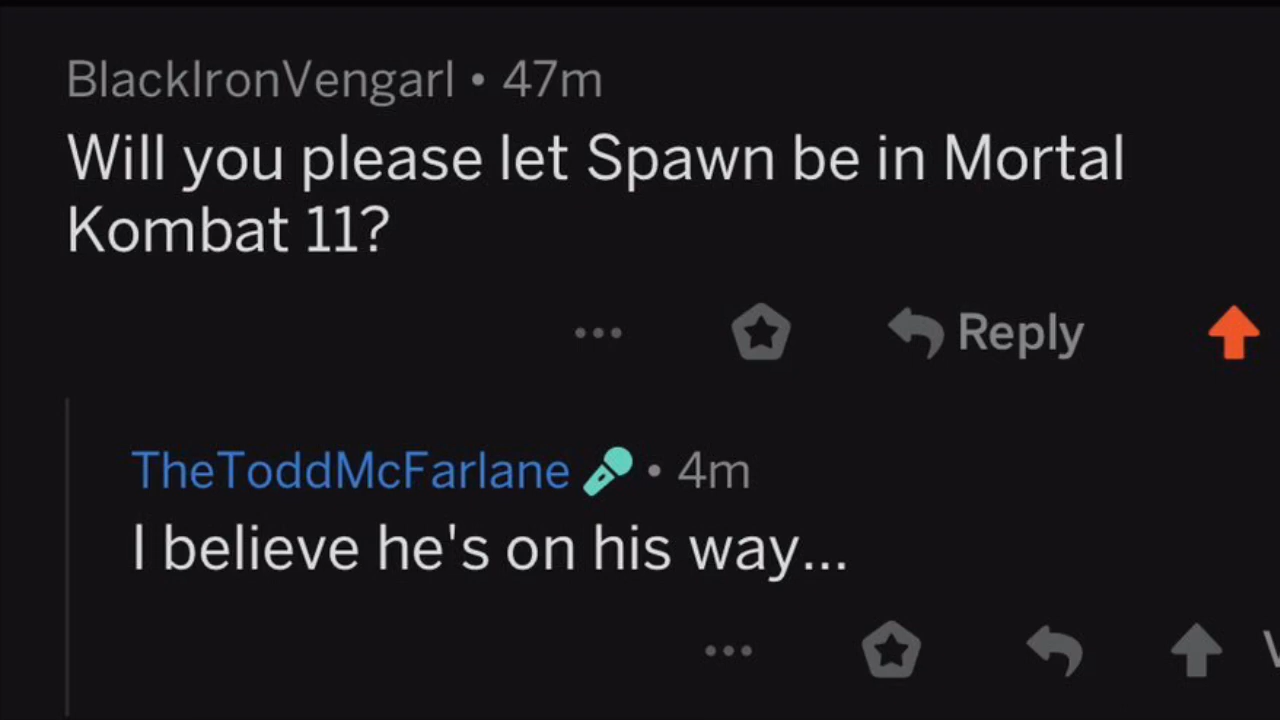 BlackIronVengarl • 47m
Will you please let Spawn be in Mortal
Kombat 11?
Reply
TheToddMcFarlane • 4m
I believe he's on his way...